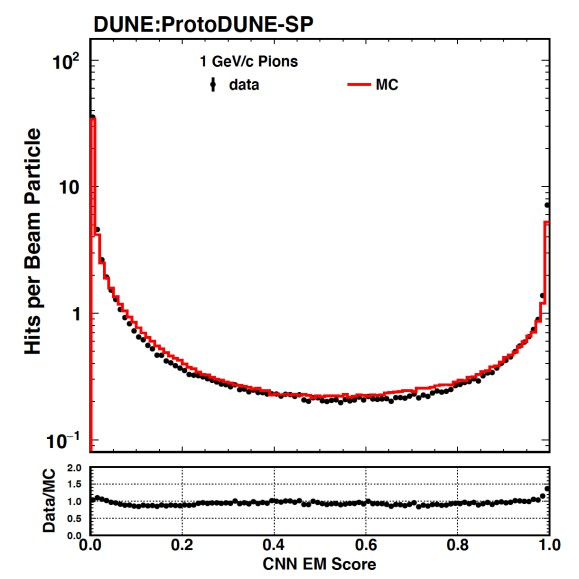 DUNE:ProtoDUNE-SP
1 GeV/c Pions
data
MC
Hits per Beam Particle
10²
10
1
10⁻¹
Data/MC
2.0
1.5
1.0
0.5
0.0
0.0 0.2 0.4 0.6 0.8 1.0
CNN EM Score